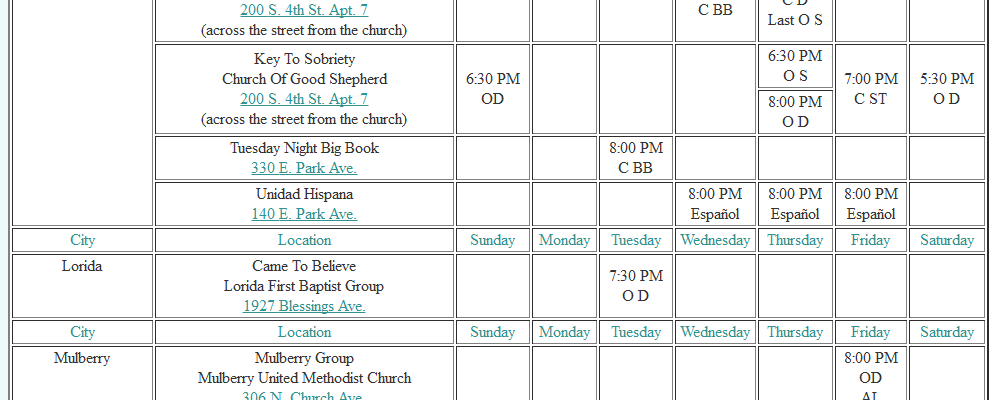 200 S. 4th St. Apt. 7
(across the street from the church)
C BB
C D
Last O S
Key To Sobriety
Church Of Good Shepherd
200 S. 4th St. Apt. 7
(across the street from the church)
6:30 PM
OD
6:30 PM
O S
8:00 PM
O D
7:00 PM
C ST
5:30 PM
O D
Tuesday Night Big Book
330 E. Park Ave.
8:00 PM
C BB
Unidad Hispana
140 E. Park Ave.
8:00 PM
Español
8:00 PM
Español
8:00 PM
Español
City Location Sunday Monday Tuesday Wednesday Thursday Friday Saturday
Lorida
Came To Believe
Lorida First Baptist Group
1927 Blessings Ave.
7:30 PM
O D
City Location Sunday Monday Tuesday Wednesday Thursday Friday Saturday
Mulberry
Mulberry Group
Mulberry United Methodist Church
306 N. Church Ave.
8:00 PM
OD